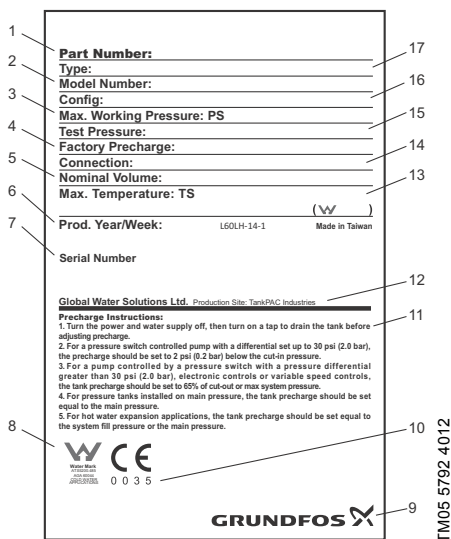 1
Part Number:
17
Type:
2
Model Number:
16
Config:
3
Max. Working Pressure: PS
15
Test Pressure:
4
Factory Precharge:
14
Connection:
5
Nominal Volume:
13
Max. Temperature: TS
6
( )
Prod. Year/Week: L60LH-14-1 Made in Taiwan
7
Serial Number
12
Global Water Solutions Ltd. Production Site: TankPAC Industries
11
Precharge Instructions:
1. Turn the power and water supply off, then turn on a tap to drain the tank before
adjusting precharge.
2. For a pressure switch controlled pump with a differential set up to 30 psi (2.0 bar),
the precharge should be set to 2 psi (0.2 bar) below the cut-in pressure.
3. For a pump controlled by a pressure switch with a pressure differential
greater than 30 psi (2.0 bar), electronic controls or variable speed controls,
the tank precharge should be set to 65% of cut-out or max system pressure.
4. For pressure tanks installed on main pressure, the tank precharge should be set
equal to the main pressure.
5. For hot water expansion applications, the tank precharge should be set equal to
the system fill pressure or the main pressure.
8
10
CE
Water Mark
COLD WATER
APPLICATIONS
0 0 3 5
9
GRUNDFOS
TM05 5792 4012